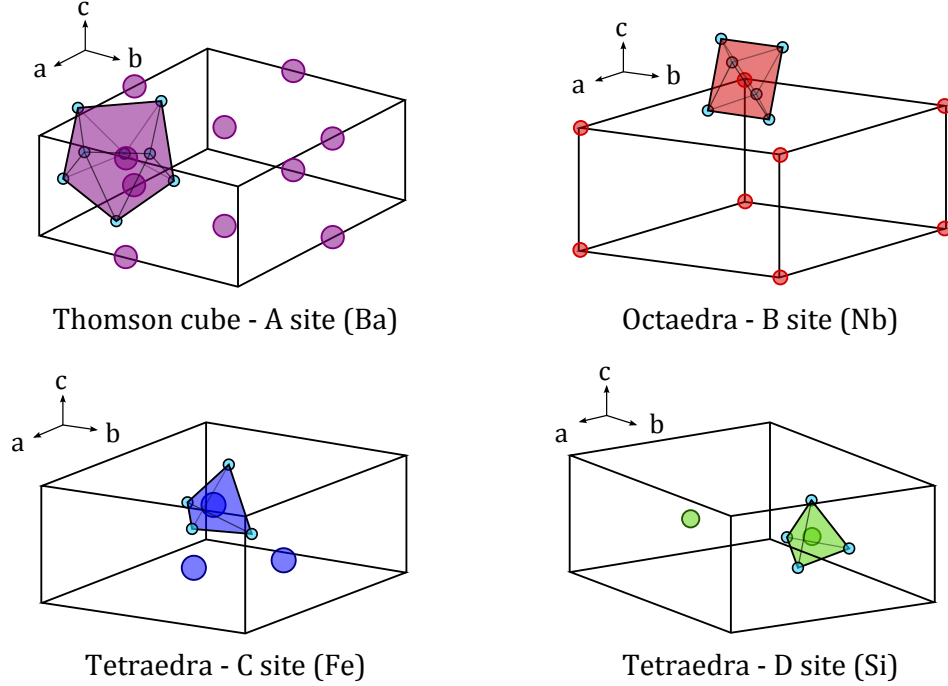 c
a
b
Thomson cube - A site (Ba)
c
a
b
Octaedra - B site (Nb)
c
a
b
Tetraedra - C site (Fe)
c
a
b
Tetraedra - D site (Si)